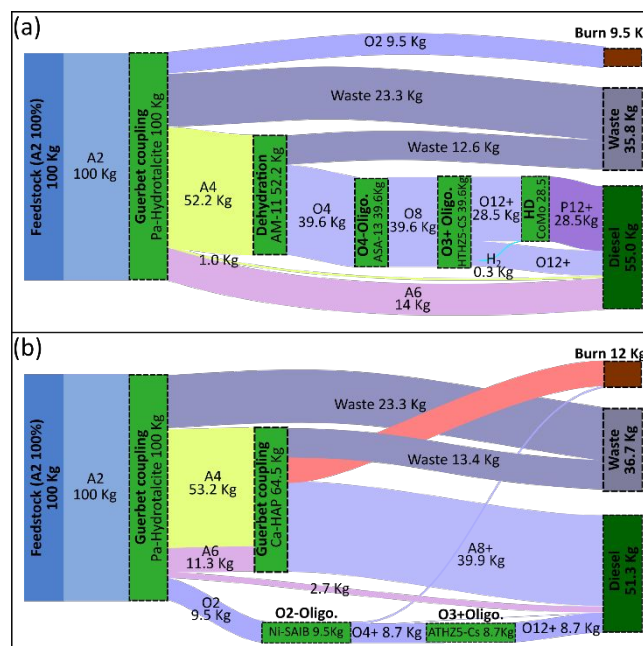 (a)
Burn 9.5 K
O2 9.5 Kg
Feedstock (A2 100%)
100 Kg
A2
100 Kg
Guerbet coupling
Pa-Hydrotalcite 100 Kg
Waste 23.3 Kg
Waste
35.8 Kg
Waste 12.6 Kg
A4
52.2 Kg
Dehydration
AM-11 52.2 Kg
O4
39.6 Kg
O4-Oligo.
ASA-13 39.6Kg
O8
39.6 Kg
O3+ Oligo.
HTHZ5-CS 39.6Kg
O12+
28.5 Kg
HD
CoMo 28.5
P12+
28.5Kg
H2
0.3 Kg
O12+
Diesel
55.0 Kg
1.0 Kg
A6
14 Kg
(b)
Burn 12 Kg
Feedstock (A2 100%)
100 Kg
A2
100 Kg
Guerbet coupling
Pa-Hydrotalcite 100 Kg
Waste 23.3 Kg
Waste
36.7 Kg
Waste 13.4 Kg
A4
53.2 Kg
Guerbet coupling
Ca-HAP 64.5 Kg
A6
11.3 Kg
A8+
39.9 Kg
Diesel
51.3 Kg
2.7 Kg
O2
9.5 Kg
O2-Oligo.
Ni-SAIB 9.5Kg
O4+ 8.7 Kg
O3+Oligo.
ATHZ5-Cs 8.7Kg
O12+ 8.7 Kg